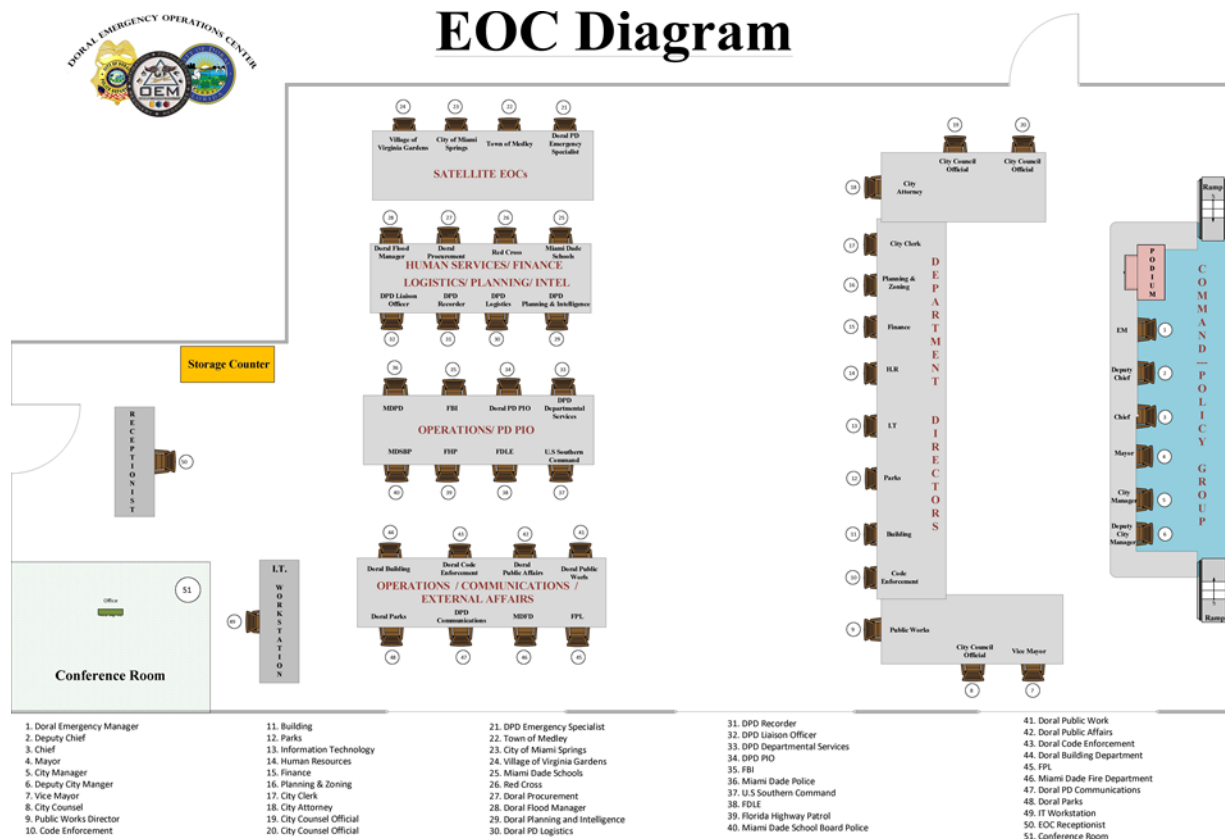 DORAL EMERGENCY OPERATIONS CENTER
OEM
EOC Diagram
24
23
22
21
Village of
Virginia Gardens
City of Miami
Springs
Town of Medley
Doral PD
Emergency
Specialist
SATELLITE EOCs
28
27
26
25
Doral Flood
Manager
Doral
Procurement
Red Cross
Miami Dade
Schools
HUMAN SERVICES/ FINANCE
LOGISTICS/ PLANNING/ INTEL
DPD Liaison
Officer
DPD
Recorder
DPD
Logistics
DPD
Planning & Intelligence
32
31
30
29
36
35
34
33
MDPD
FBI
Doral PD PIO
DPD
Departmental
Services
OPERATIONS/ PD PIO
MDSBP
FHP
FDLE
U.S Southern
Command
40
39
38
37
44
43
42
41
Doral Building
Doral Code
Enforcement
Doral
Public Affairs
Doral Public
Work
OPERATIONS / COMMUNICATIONS /
EXTERNAL AFFAIRS
Doral Parks
DPD
Communications
MDFD
FPL
48
47
46
45
Storage Counter
RECEPTIONIST
50
I.T.
WORKSTATION
49
51
Office
Conference Room
19
20
City Council
Official
City Council
Official
18
City
Attorney
17
City Clerk
16
Planning &
Zoning
15
Finance
14
H.R
13
I.T
12
Parks
11
Building
10
Code
Enforcement
9
Public Works
City Council
Official
Vice Mayor
8
7
DEPARTMENT DIRECTORS
Ramp
5
PODIUM
COMMAND—POLICY GROUP
EM
1
Deputy
Chief
2
Chief
3
Mayor
4
City
Manager
5
Deputy
City
Manager
6
5
Ramp
1. Doral Emergency Manager
2. Deputy Chief
3. Chief
4. Mayor
5. City Manager
6. Deputy City Manger
7. Vice Mayor
8. City Counsel
9. Public Works Director
10. Code Enforcement
11. Building
12. Parks
13. Information Technology
14. Human Resources
15. Finance
16. Planning & Zoning
17. City Clerk
18. City Attorney
19. City Counsel Official
20. City Counsel Official
21. DPD Emergency Specialist
22. Town of Medley
23. City of Miami Springs
24. Village of Virginia Gardens
25. Miami Dade Schools
26. Red Cross
27. Doral Procurement
28. Doral Flood Manager
29. Doral Planning and Intelligence
30. Doral PD Logistics
31. DPD Recorder
32. DPD Liaison Officer
33. DPD Departmental Services
34. DPD PIO
35. FBI
36. Miami Dade Police
37. U.S Southern Command
38. FDLE
39. Florida Highway Patrol
40. Miami Dade School Board Police
41. Doral Public Work
42. Doral Public Affairs
43. Doral Code Enforcement
44. Doral Building Department
45. FPL
46. Miami Dade Fire Department
47. Doral PD Communications
48. Doral Parks
49. IT Workstation
50. EOC Receptionist
51. Conference Room